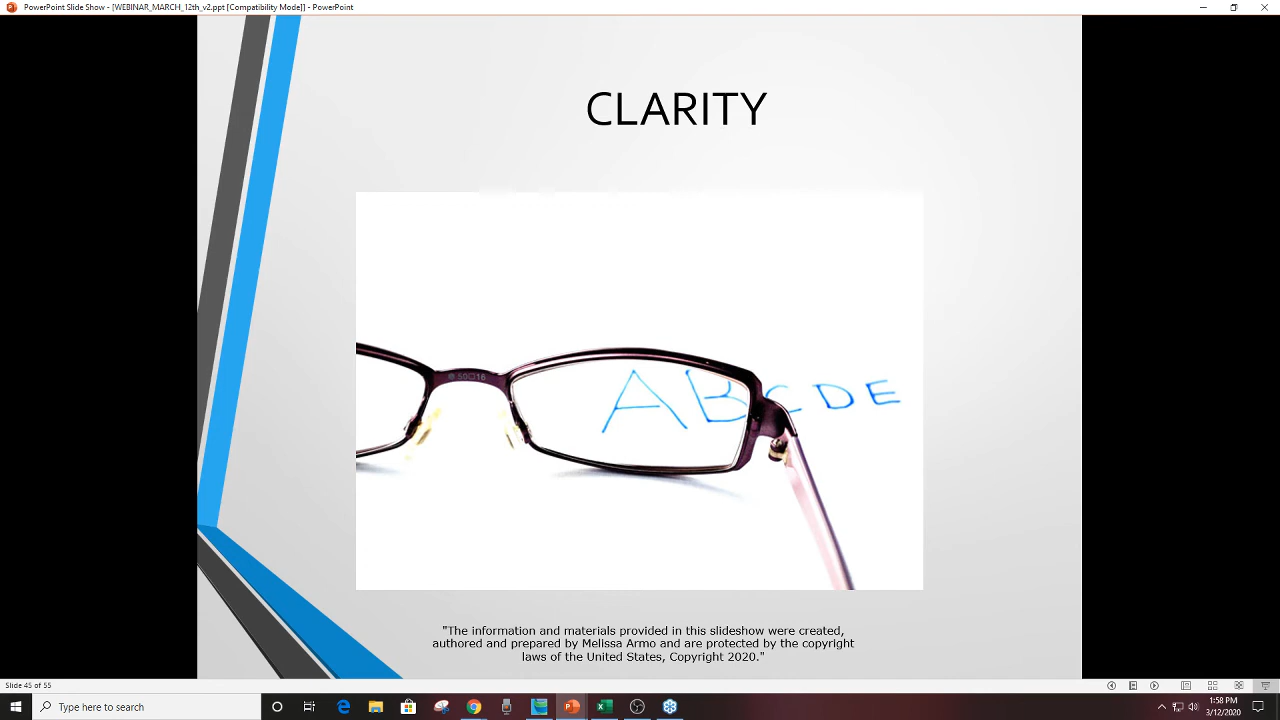 PowerPoint Slide Show - [WEBINAR_MARCH_12th_v2.ppt [Compatibility Mode]] - PowerPoint
CLARITY
50□16
A B C D E
"The information and materials provided in this slideshow were created,
authored and prepared by Melissa Armo and are protected by the copyright
laws of the United States, Copyright 2020."
Slide 45 of 55
Type here to search
1:58 PM
3/12/2020